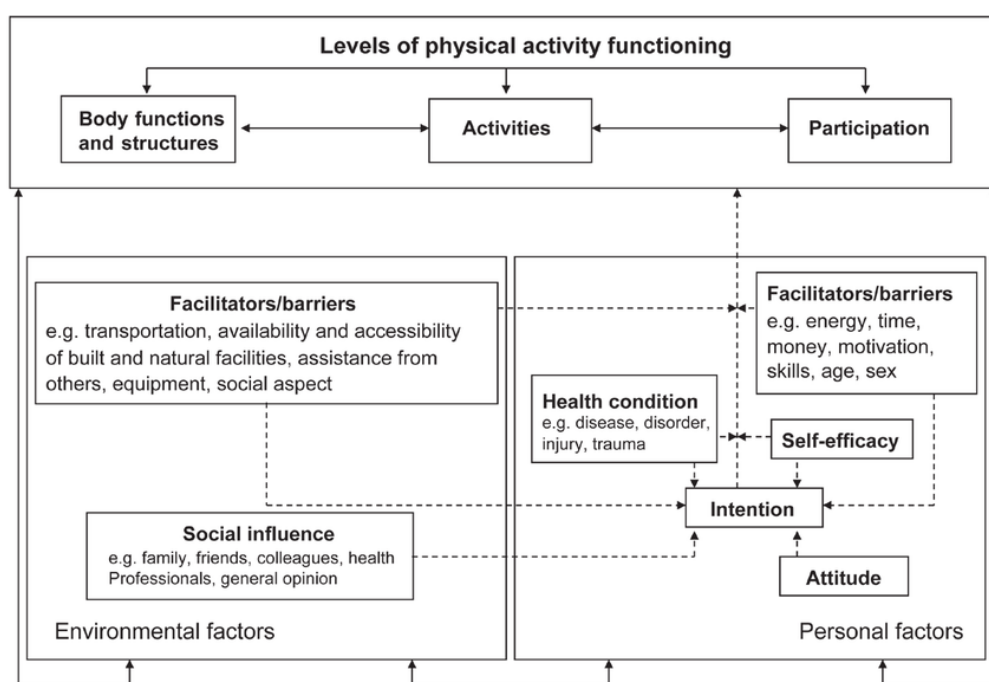 Levels of physical activity functioning
Body functions
and structures
Activities
Participation
Facilitators/barriers
e.g. transportation, availability and accessibility
of built and natural facilities, assistance from
others, equipment, social aspect
Facilitators/barriers
e.g. energy, time,
money, motivation,
skills, age, sex
Health condition
e.g. disease, disorder,
injury, trauma
Self-efficacy
Intention
Social influence
e.g. family, friends, colleagues, health
Professionals, general opinion
Attitude
Environmental factors
Personal factors